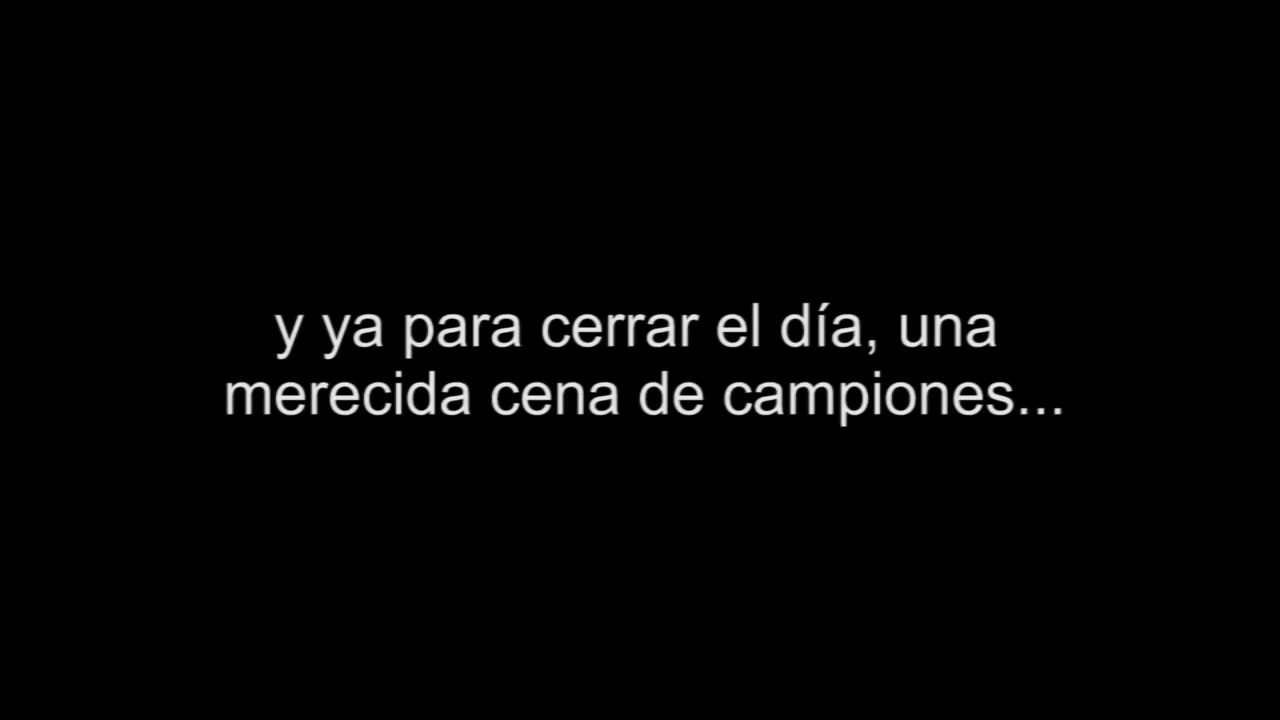 y ya para cerrar el día, una
merecida cena de campiones...